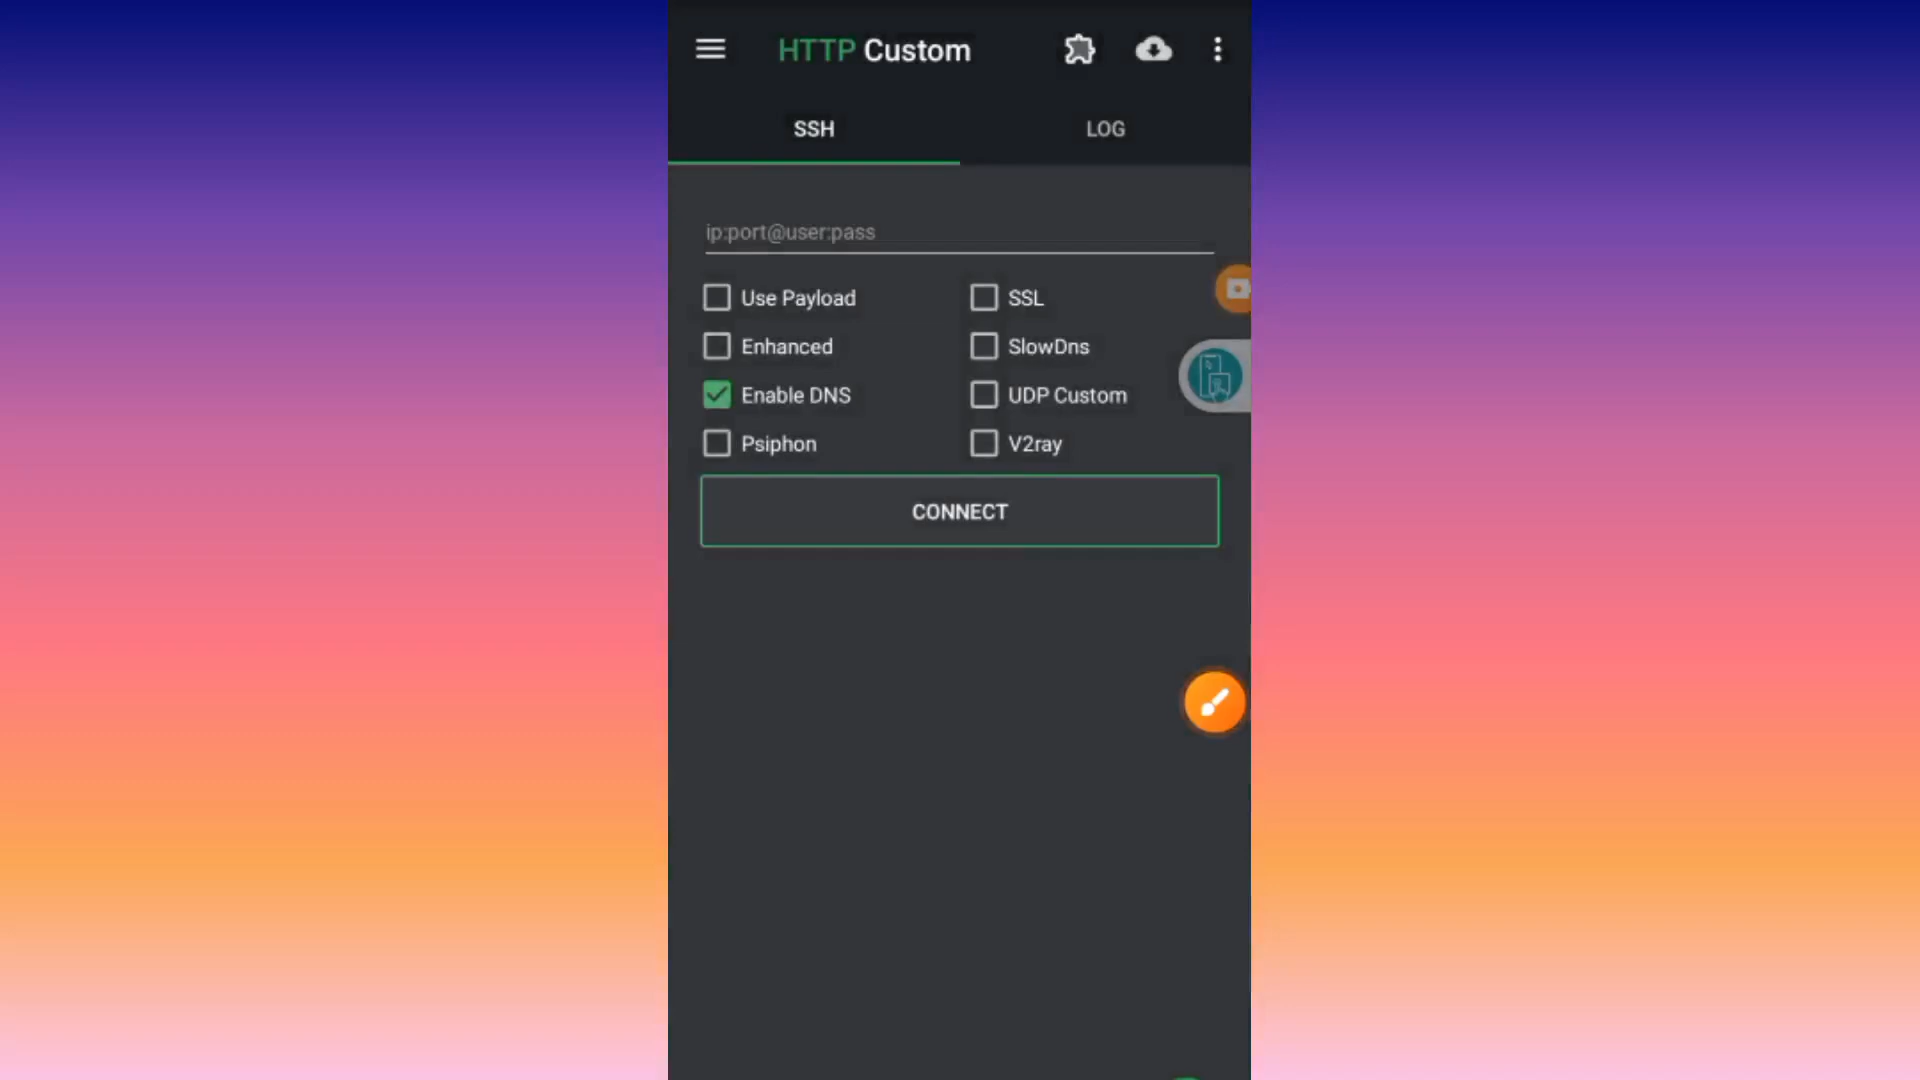 HTTP Custom
SSH LOG
ip:port@user:pass
Use Payload SSL
Enhanced SlowDns
Enable DNS UDP Custom
Psiphon V2ray
CONNECT